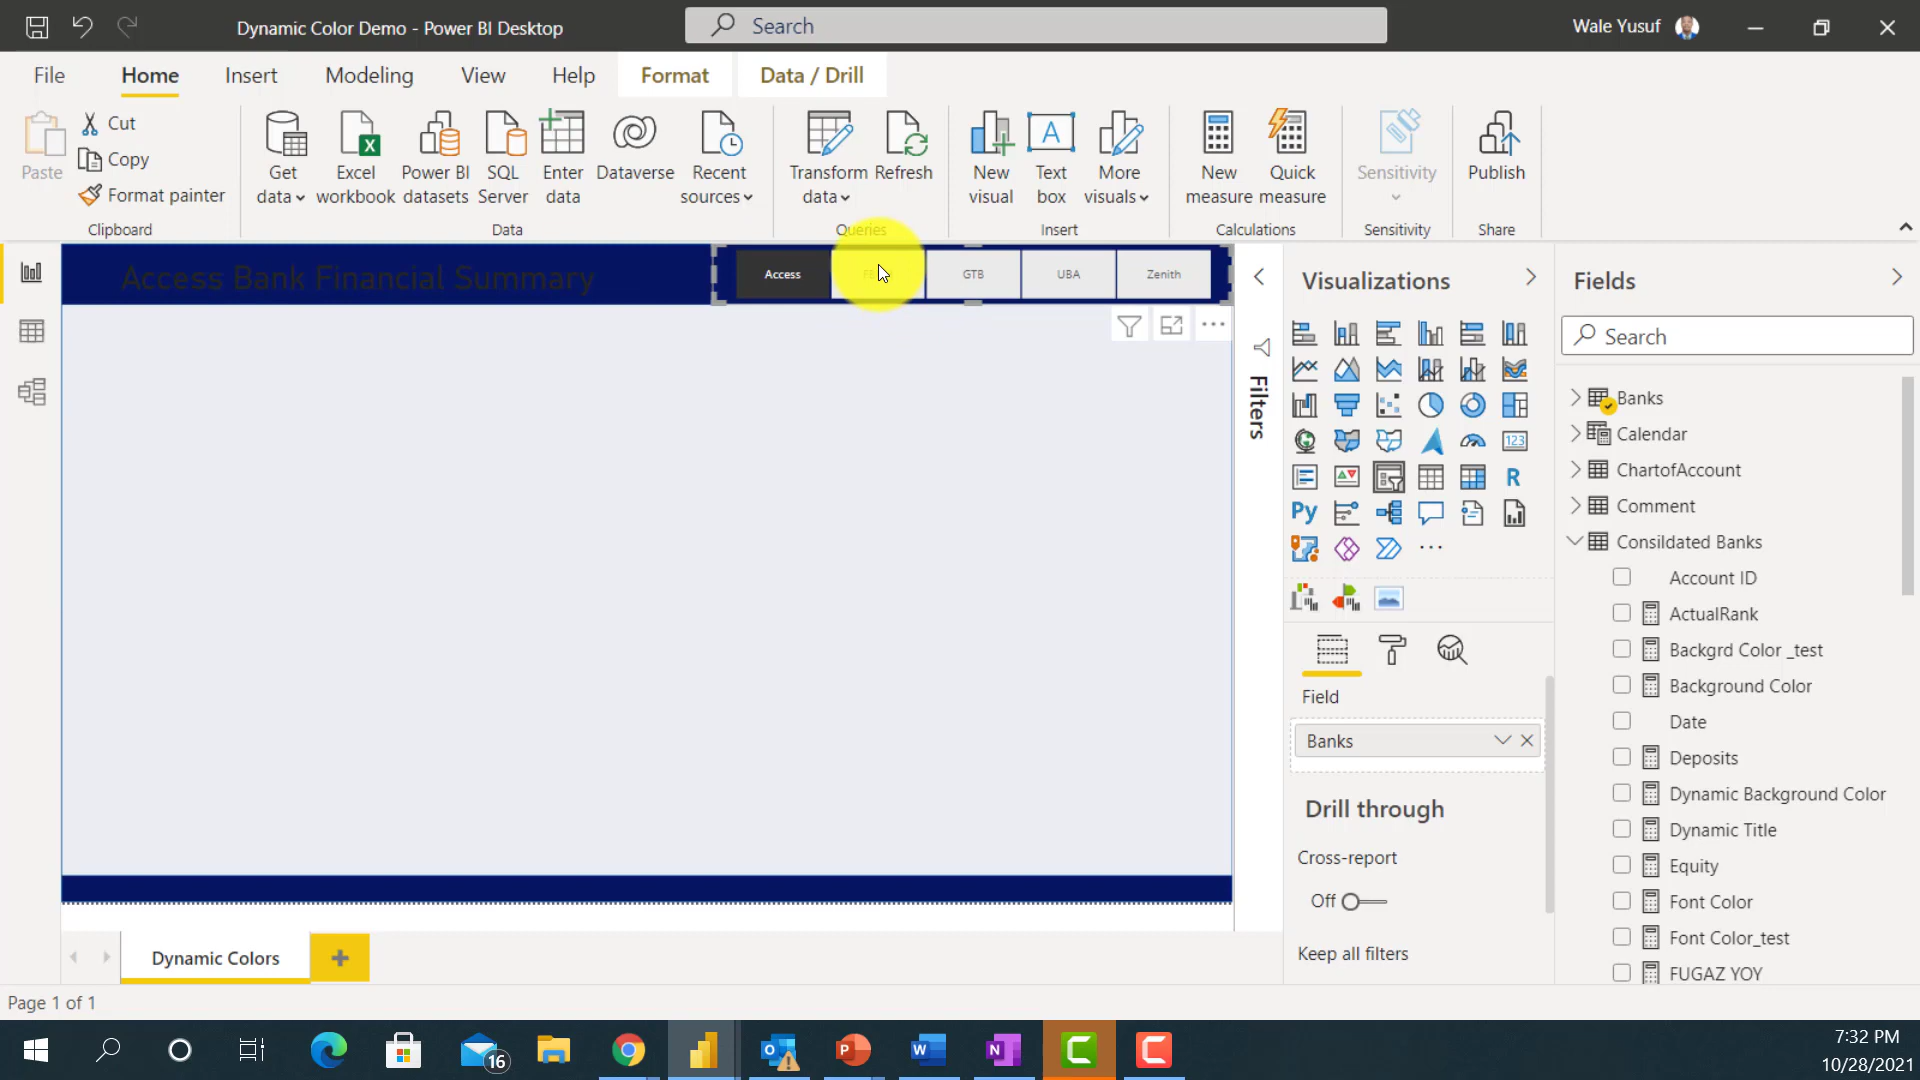 Dynamic Color Demo - Power BI Desktop
Search
Wale Yusuf
File
Home
Insert
Modeling
View
Help
Format
Data / Drill
Paste
Cut
Copy
Format painter
Clipboard
Get data
Excel workbook
Power BI datasets
SQL Server
Enter data
Dataverse
Recent sources
Data
Transform data
Refresh
Queries
New visual
Text box
More visuals
Insert
New measure
Quick measure
Calculations
Sensitivity
Sensitivity
Publish
Share
Access Bank Financial Summary
Access
GTB
UBA
Zenith
Filters
Visualizations
R
Py
123
Field
Banks
Drill through
Cross-report
Off
Keep all filters
Fields
Search
Banks
Calendar
ChartofAccount
Comment
Consildated Banks
Account ID
ActualRank
Backgrd Color _test
Background Color
Date
Deposits
Dynamic Background Color
Dynamic Title
Equity
Font Color
Font Color_test
FUGAZ YOY
Dynamic Colors
Page 1 of 1
16
7:32 PM
10/28/2021